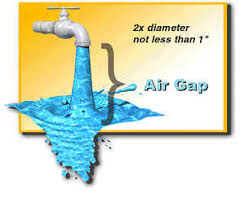 2x diameter
not less than 1"
Air Gap